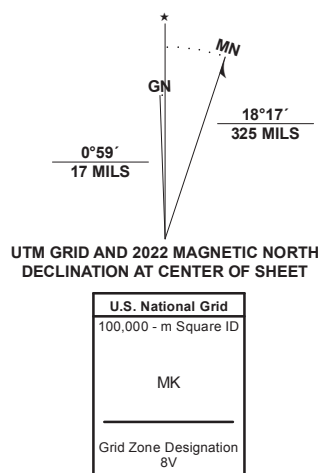 ★
MN
GN
18°17´
325 MILS
0°59´
17 MILS
UTM GRID AND 2022 MAGNETIC NORTH
DECLINATION AT CENTER OF SHEET
U.S. National Grid
100,000 - m Square ID
MK
Grid Zone Designation
8V